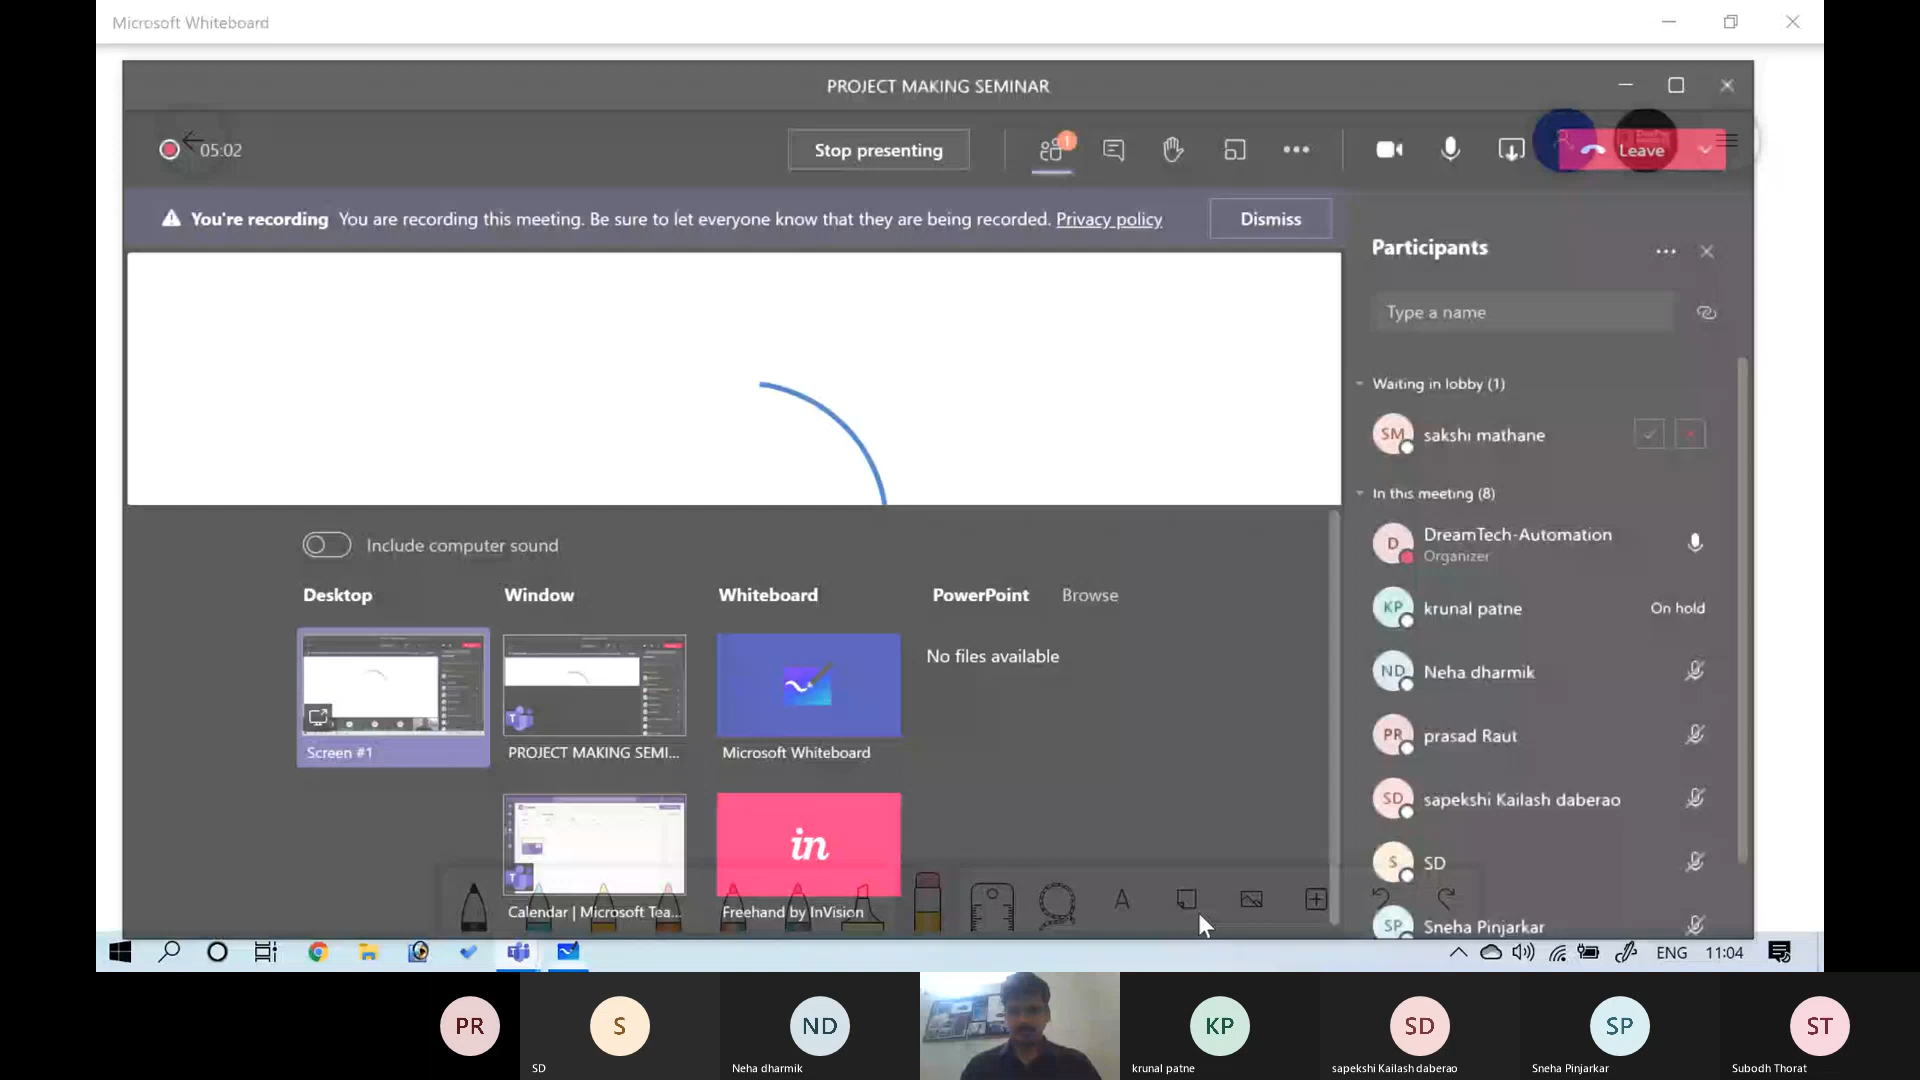 Microsoft Whiteboard
PROJECT MAKING SEMINAR
05:02
Stop presenting
1
Leave
You're recording You are recording this meeting. Be sure to let everyone know that they are being recorded. Privacy policy
Dismiss
Participants
Type a name
Waiting in lobby (1)
SM sakshi mathane
In this meeting (8)
D DreamTech-Automation
Organizer
KP krunal patne On hold
ND Neha dharmik
PR prasad Raut
SD sapekshi Kailash daberao
S SD
SP Sneha Pinjarkar
Include computer sound
Desktop Window Whiteboard PowerPoint Browse
No files available
Screen #1 PROJECT MAKING SEMI... Microsoft Whiteboard
in
Calendar | Microsoft Tea... Freehand by InVision
ENG 11:04
PR S ND KP SD SP ST
SD Neha dharmik krunal patne sapekshi Kailash daberao Sneha Pinjarkar Subodh Thorat